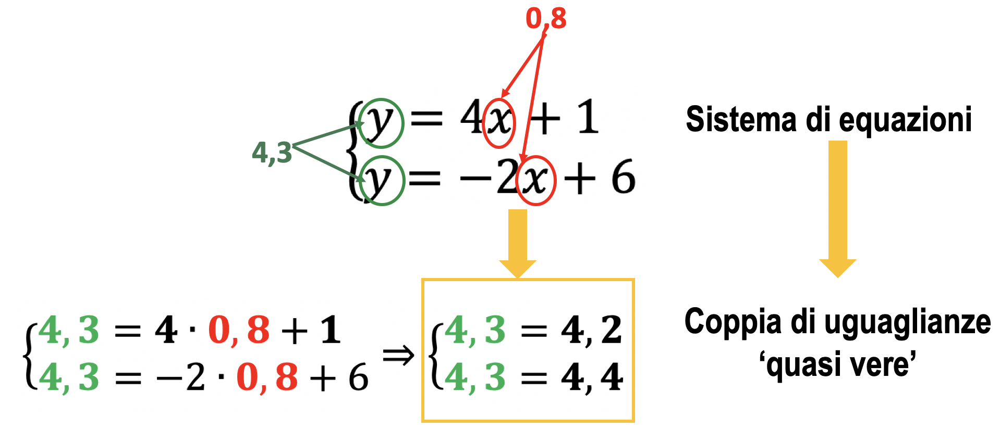 0,8
y = 4x + 1
Sistema di equazioni
4,3
y = −2x + 6
4,3 = 4 · 0,8 + 1
4,3 = −2 · 0,8 + 6
⇒
4,3 = 4,2
4,3 = 4,4
Coppia di uguaglianze
‘quasi vere’